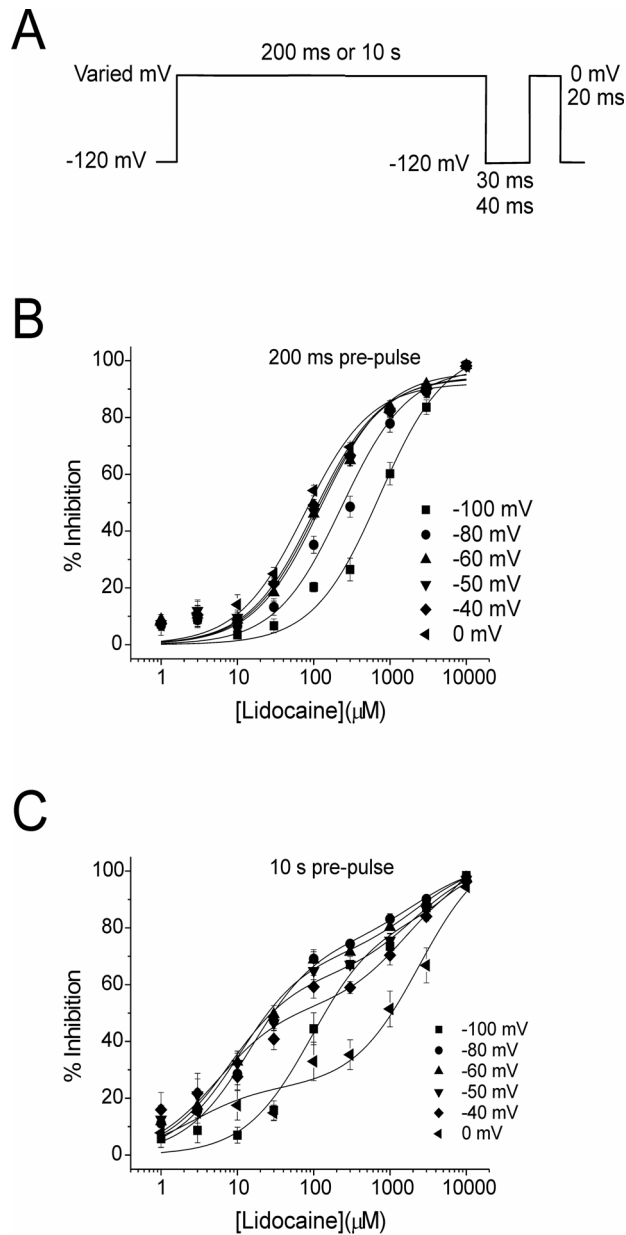 A
200 ms or 10 s
Varied mV
0 mV
20 ms
-120 mV
-120 mV
30 ms
40 ms
B
200 ms pre-pulse
100
80
60
40
20
0
% Inhibition
-100 mV
-80 mV
-60 mV
-50 mV
-40 mV
0 mV
1 10 100 1000 10000
[Lidocaine](μM)
C
10 s pre-pulse
100
80
60
40
20
0
% Inhibition
-100 mV
-80 mV
-60 mV
-50 mV
-40 mV
0 mV
1 10 100 1000 10000
[Lidocaine](μM)